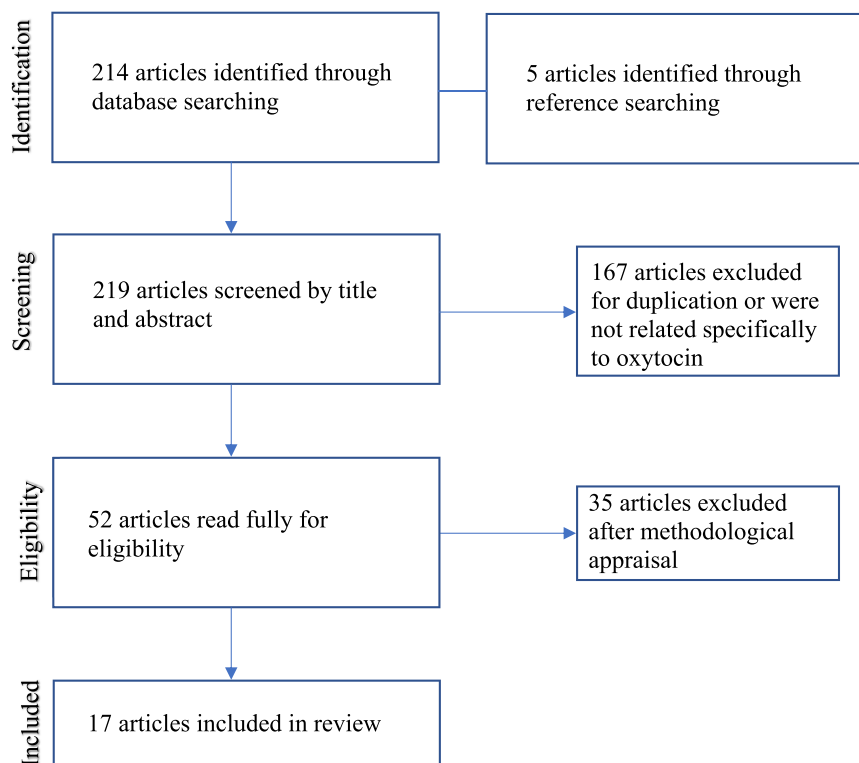 Identification
214 articles identified through
database searching
5 articles identified through
reference searching
Screening
219 articles screened by title
and abstract
167 articles excluded
for duplication or were
not related specifically
to oxytocin
Eligibility
52 articles read fully for
eligibility
35 articles excluded
after methodological
appraisal
Included
17 articles included in review